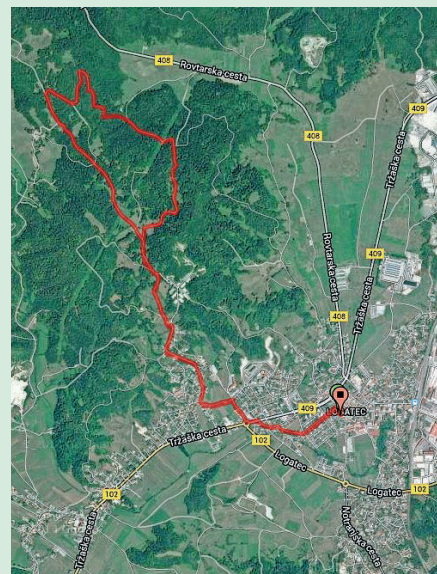 408
Rovtarska cesta
409
408
Tržaška cesta
409
Rovtarska cesta
408
LOGATEC
409
Tržaška cesta
102
Logatec
102
102
Tržaška cesta
Notranjska cesta